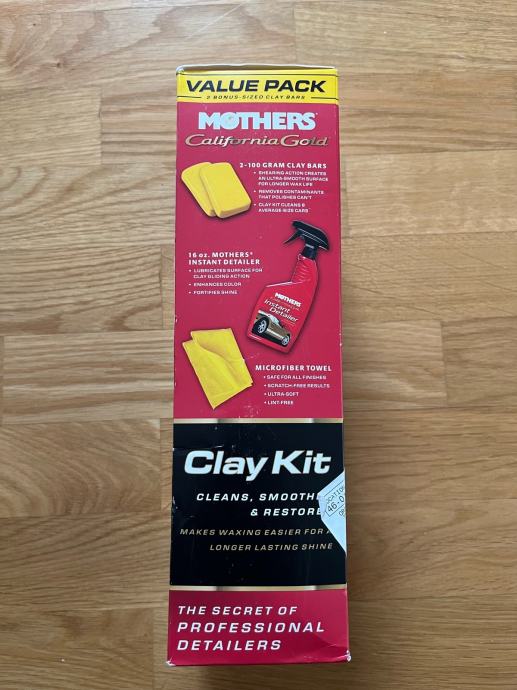 VALUE PACK
2 BONUS-SIZED CLAY BARS
MOTHERS®
California Gold®
2-100 GRAM CLAY BARS
• SHEARING ACTION CREATES
AN ULTRA-SMOOTH SURFACE
FOR LONGER WAX LIFE
• REMOVES CONTAMINANTS
THAT POLISHES CAN'T
• CLAY KIT CLEANS 8
AVERAGE-SIZE CARS
16 oz. MOTHERS®
INSTANT DETAILER
• LUBRICATES SURFACE FOR
CLAY GLIDING ACTION
• ENHANCES COLOR
• FORTIFIES SHINE
MOTHERS
Instant
Detailer
MICROFIBER TOWEL
• SAFE FOR ALL FINISHES
• SCRATCH-FREE RESULTS
• ULTRA-SOFT
• LINT-FREE
Clay Kit
CLEANS, SMOOTH
& RESTORE
MAKES WAXING EASIER FOR A
LONGER LASTING SHINE
THE SECRET OF
PROFESSIONAL
DETAILERS